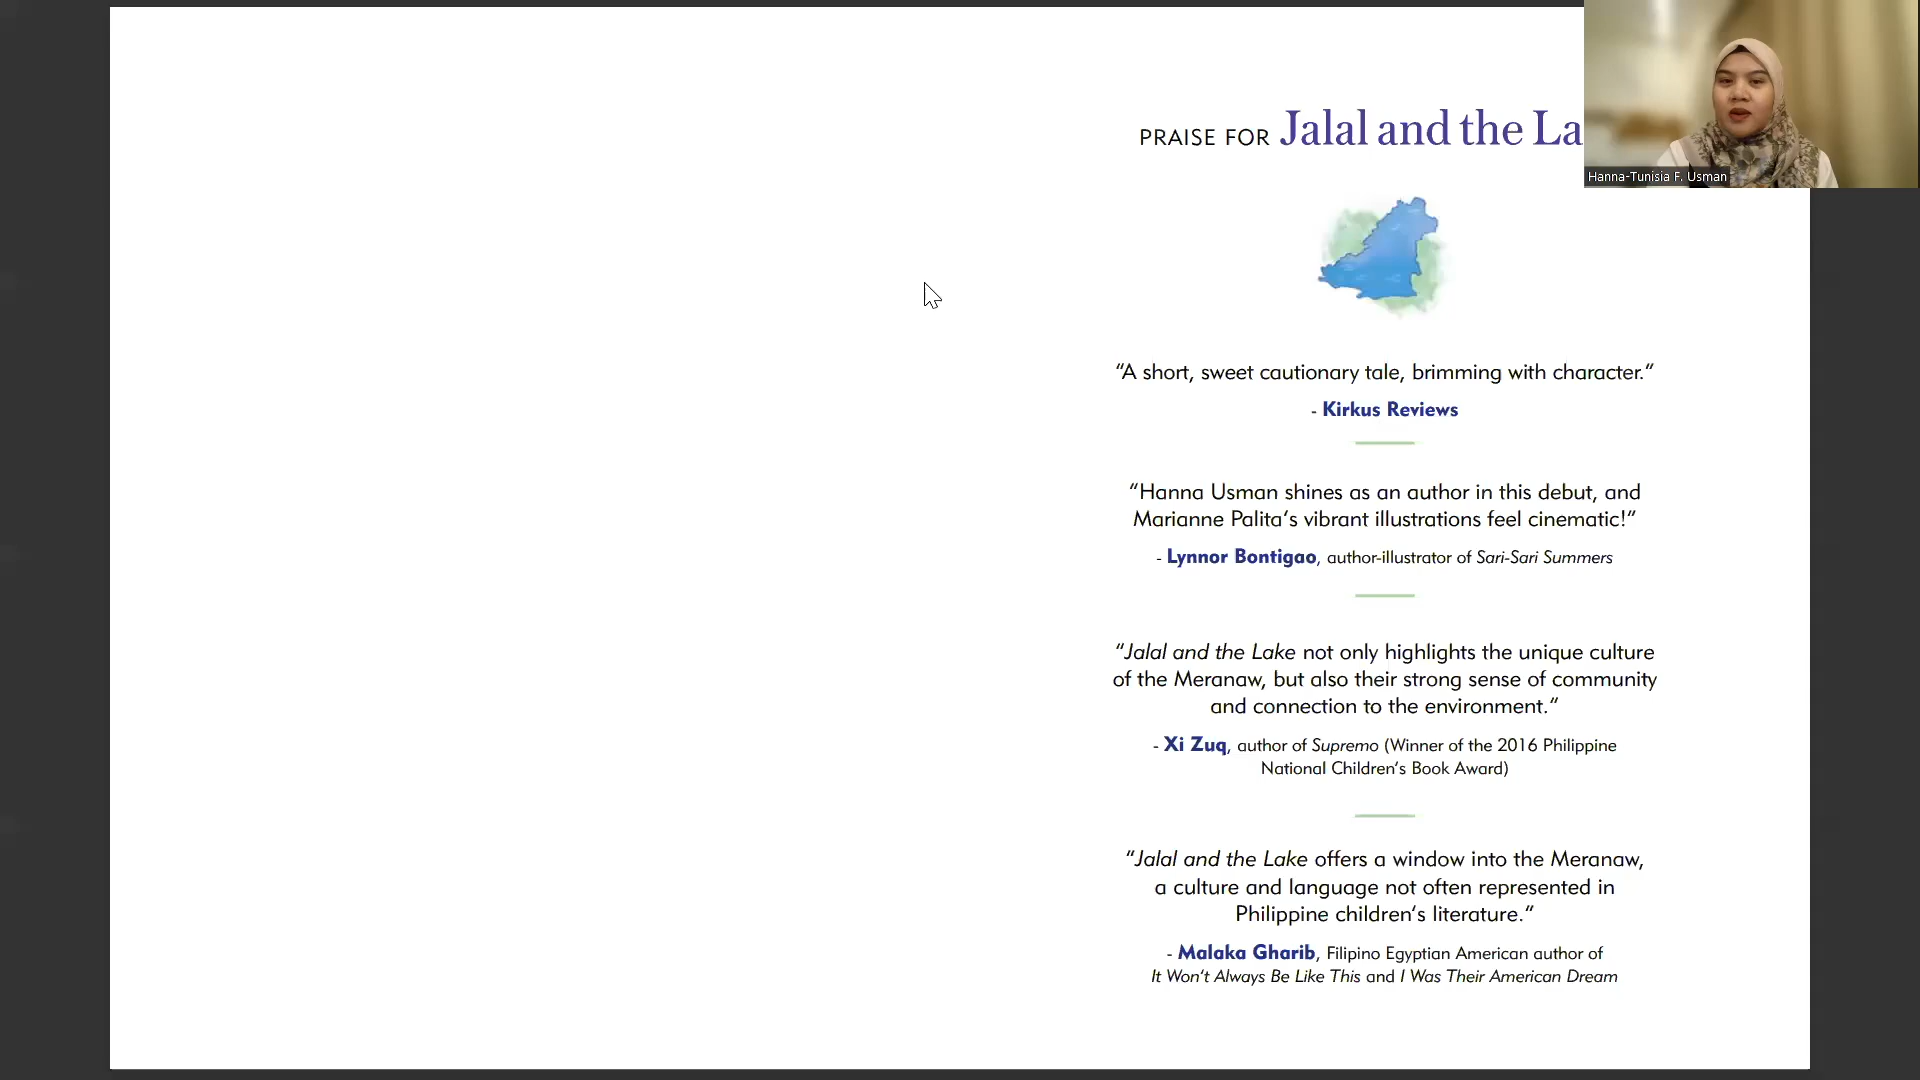 PRAISE FOR Jalal and the La
Hanna-Tunisia F. Usman
“A short, sweet cautionary tale, brimming with character.”
- Kirkus Reviews
“Hanna Usman shines as an author in this debut, and
Marianne Palita’s vibrant illustrations feel cinematic!”
- Lynnor Bontigao, author-illustrator of Sari-Sari Summers
“Jalal and the Lake not only highlights the unique culture
of the Meranaw, but also their strong sense of community
and connection to the environment.”
- Xi Zuq, author of Supremo (Winner of the 2016 Philippine
National Children’s Book Award)
“Jalal and the Lake offers a window into the Meranaw,
a culture and language not often represented in
Philippine children’s literature.”
- Malaka Gharib, Filipino Egyptian American author of
It Won’t Always Be Like This and I Was Their American Dream